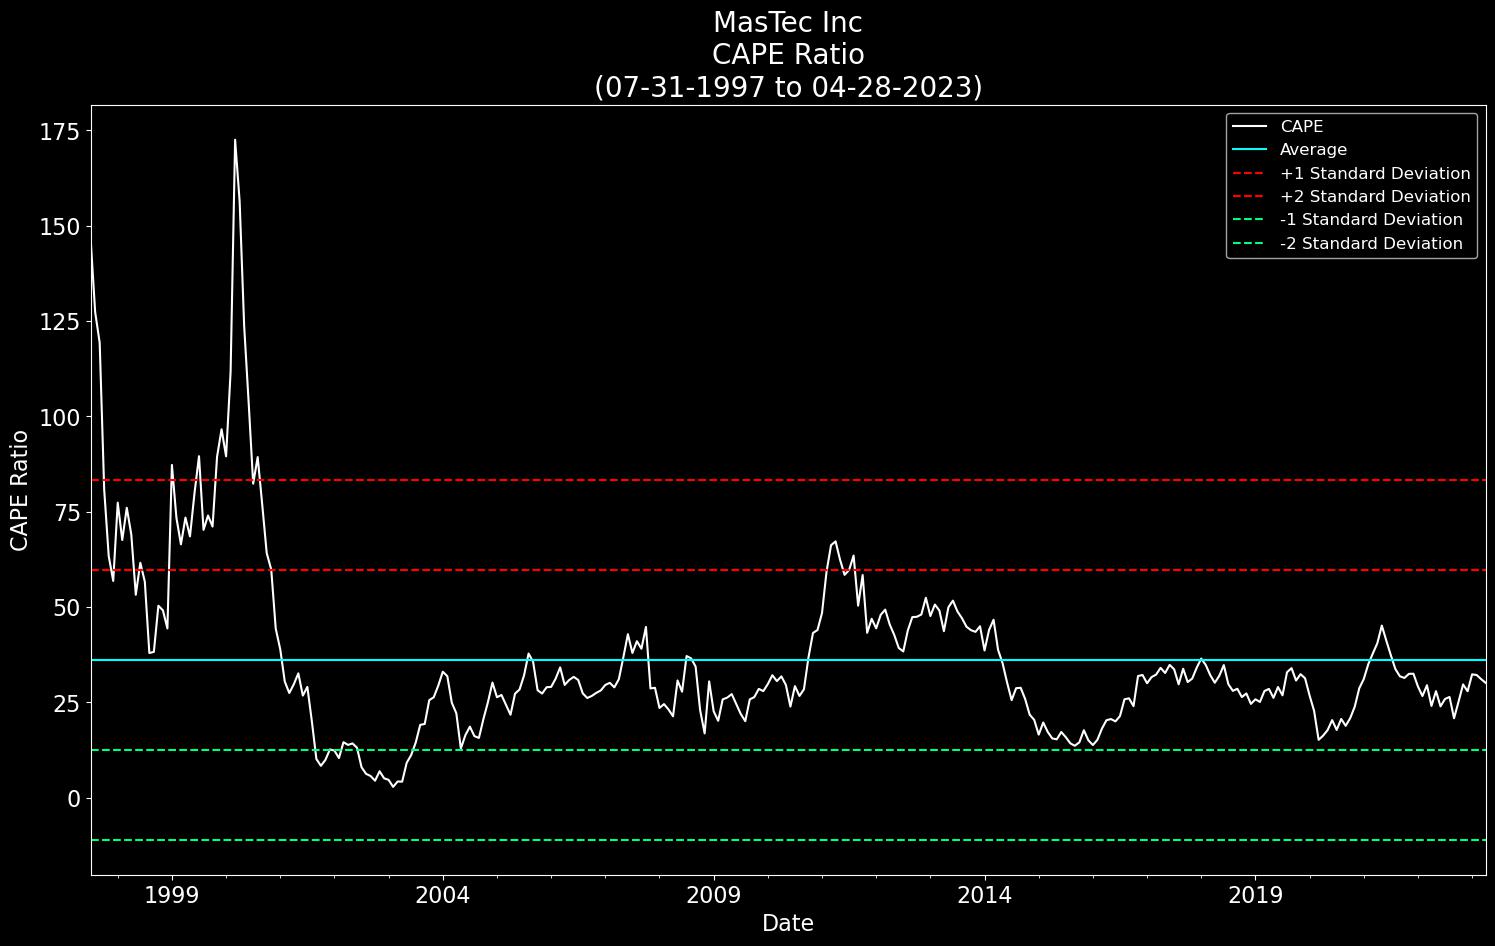 MasTec Inc
CAPE Ratio
(07-31-1997 to 04-28-2023)
CAPE
Average
+1 Standard Deviation
+2 Standard Deviation
-1 Standard Deviation
-2 Standard Deviation
CAPE Ratio
175
150
125
100
75
50
25
0
1999 2004 2009 2014 2019
Date